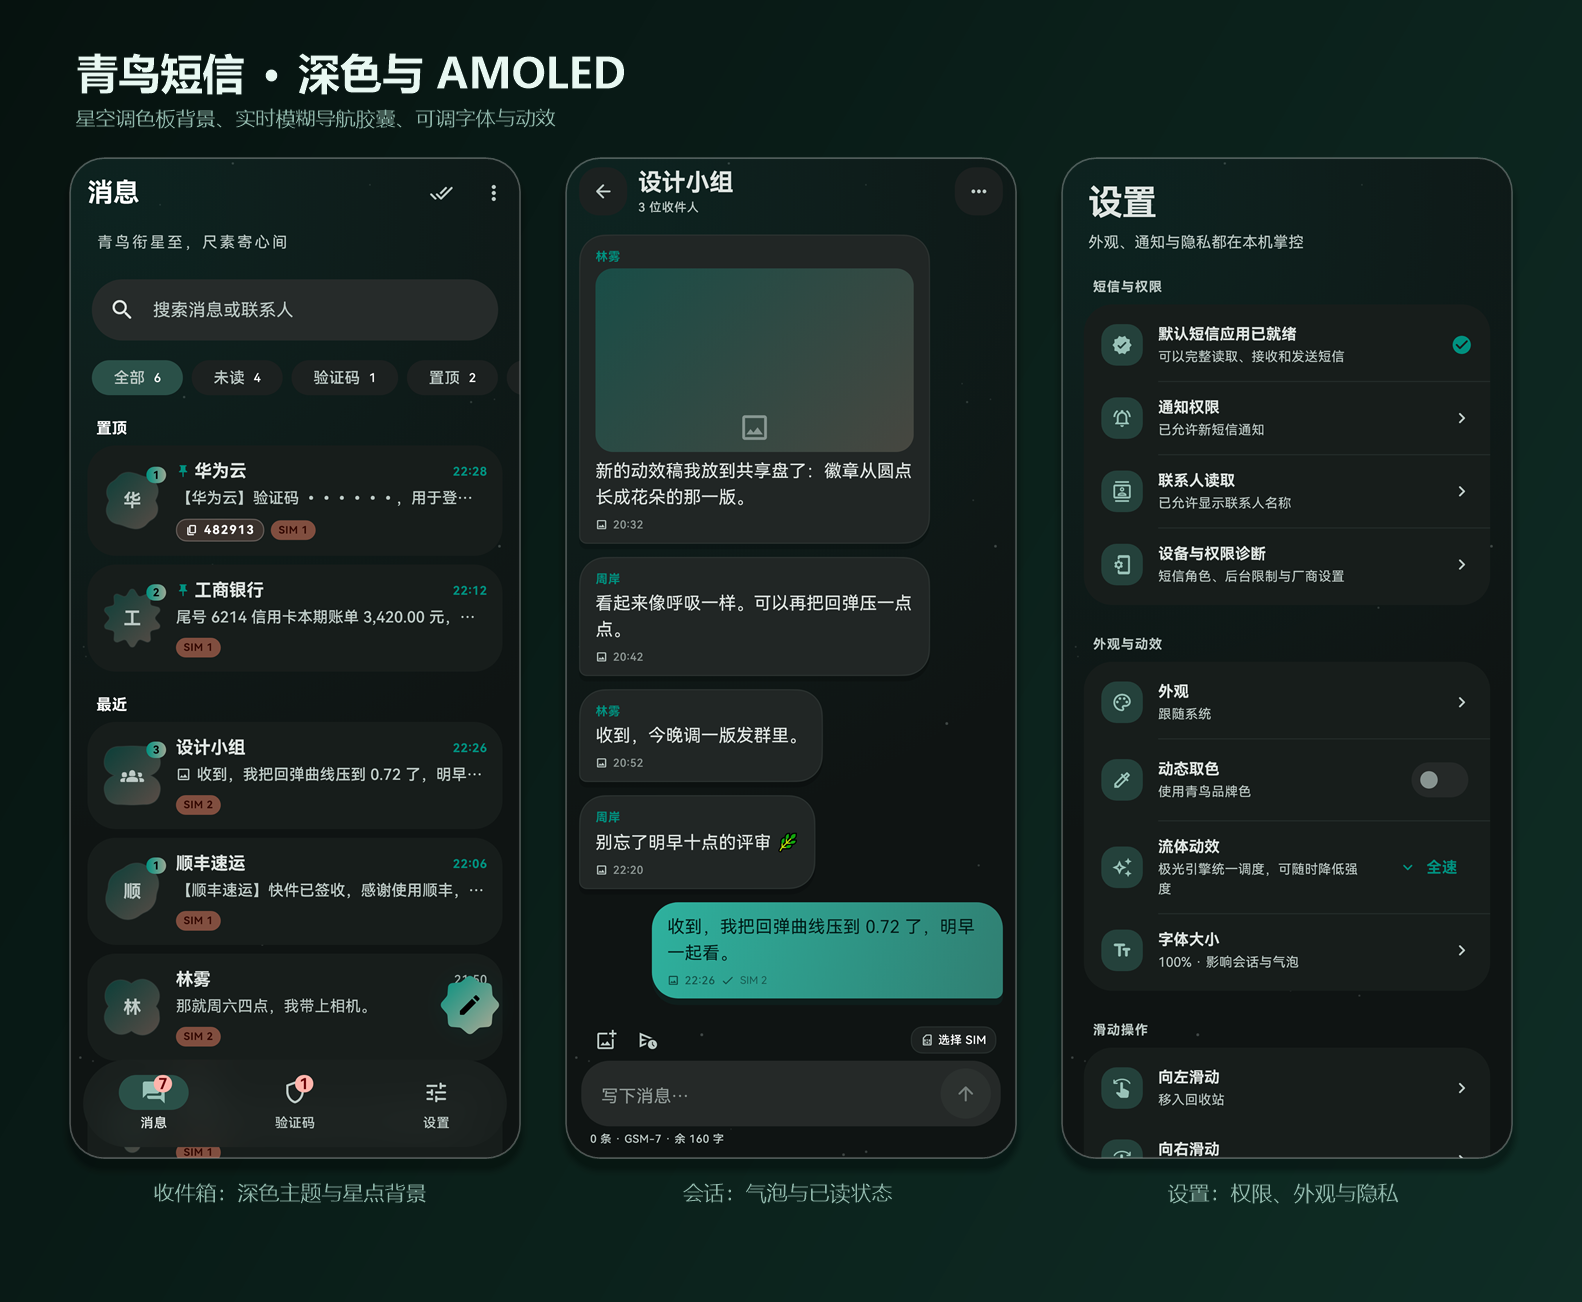 青鸟短信 · 深色与 AMOLED
星空调色板背景、实时模糊导航胶囊、可调字体与动效
消息
青鸟衔星至，尺素寄心间
搜索消息或联系人
全部 6
未读 4
验证码 1
置顶 2
置顶
华
1
华为云
22:28
【华为云】验证码 • • • • • •，用于登…
482913
SIM 1
工
2
工商银行
22:12
尾号 6214 信用卡本期账单 3,420.00 元，…
SIM 1
最近
3
设计小组
22:26
收到，我把回弹曲线压到 0.72 了，明早…
SIM 2
顺
1
顺丰速运
22:06
【顺丰速运】快件已签收，感谢使用顺丰，…
SIM 1
林
林雾
21:50
那就周六四点，我带上相机。
SIM 2
7
消息
1
验证码
设置
SIM 1
收件箱：深色主题与星点背景
设计小组
3 位收件人
林雾
新的动效稿我放到共享盘了：徽章从圆点
长成花朵的那一版。
20:32
周岸
看起来像呼吸一样。可以再把回弹压一点
点。
20:42
林雾
收到，今晚调一版发群里。
20:52
周岸
别忘了明早十点的评审 🌿
22:20
收到，我把回弹曲线压到 0.72 了，明早
一起看。
22:26 ✓ SIM 2
选择 SIM
写下消息…
0 条 · GSM-7 · 余 160 字
会话：气泡与已读状态
设置
外观、通知与隐私都在本机掌控
短信与权限
默认短信应用已就绪
可以完整读取、接收和发送短信
通知权限
已允许新短信通知
联系人读取
已允许显示联系人名称
设备与权限诊断
短信角色、后台限制与厂商设置
外观与动效
外观
跟随系统
动态取色
使用青鸟品牌色
流体动效
极光引擎统一调度，可随时降低强
度
全速
Tт
字体大小
100% · 影响会话与气泡
滑动操作
向左滑动
移入回收站
向右滑动
设置：权限、外观与隐私